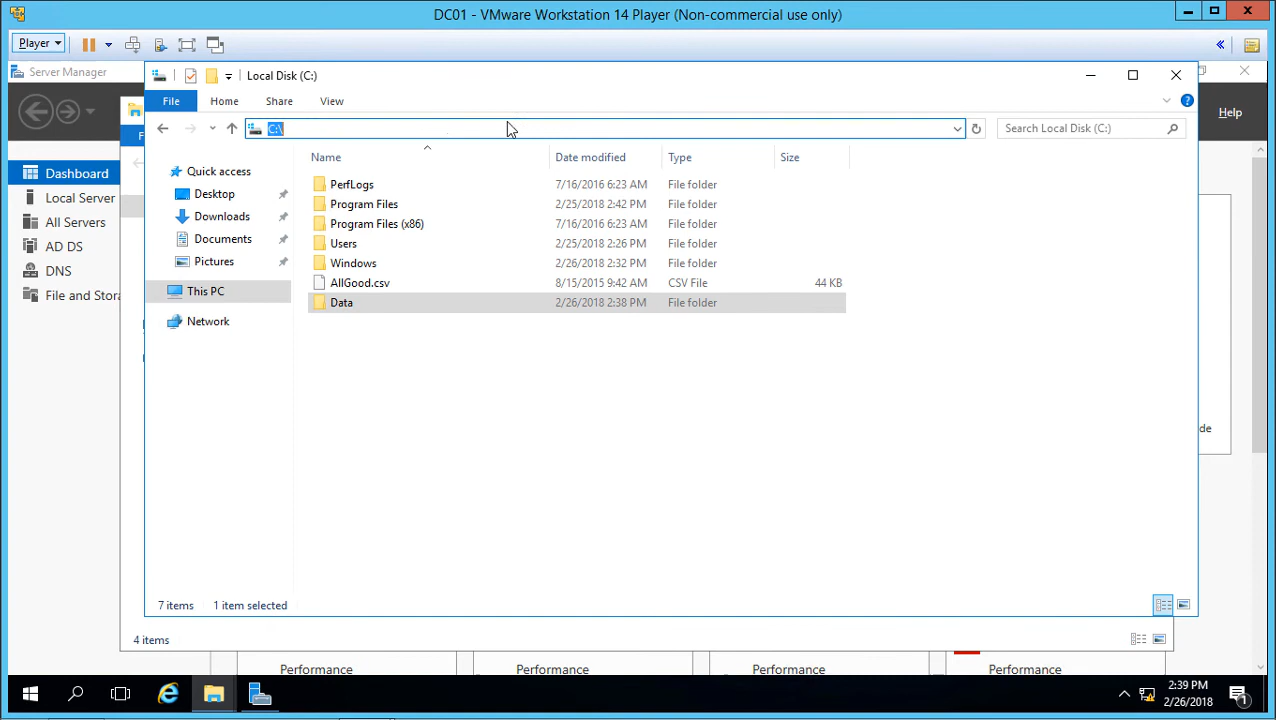 DC01 - VMware Workstation 14 Player (Non-commercial use only)
Player
Server Manager
Local Disk (C:)
File
Home
Share
View
Help
C:\
Search Local Disk (C:)
Name
Date modified
Type
Size
Dashboard
Local Server
All Servers
AD DS
DNS
File and Stora
Quick access
Desktop
Downloads
Documents
Pictures
This PC
Network
PerfLogs 7/16/2016 6:23 AM File folder
Program Files 2/25/2018 2:42 PM File folder
Program Files (x86) 7/16/2016 6:23 AM File folder
Users 2/25/2018 2:26 PM File folder
Windows 2/26/2018 2:32 PM File folder
AllGood.csv 8/15/2015 9:42 AM CSV File 44 KB
Data 2/26/2018 2:38 PM File folder
de
7 items 1 item selected
4 items
Performance
Performance
Performance
Performance
2:39 PM
2/26/2018
1